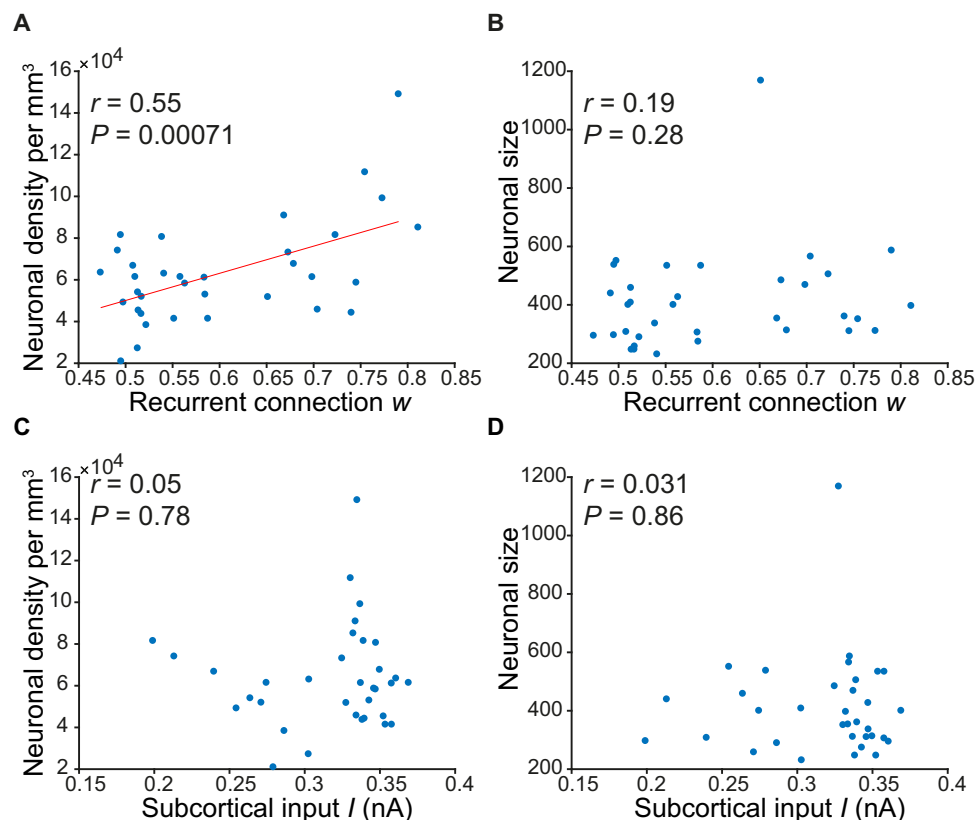 A
×10⁴
Neuronal density per mm³
16
14
12
10
8
6
4
2
r = 0.55
P = 0.00071
0.45 0.5 0.55 0.6 0.65 0.7 0.75 0.8 0.85
Recurrent connection w
B
Neuronal size
1200
1000
800
600
400
200
r = 0.19
P = 0.28
0.45 0.5 0.55 0.6 0.65 0.7 0.75 0.8 0.85
Recurrent connection w
C
×10⁴
Neuronal density per mm³
16
14
12
10
8
6
4
2
r = 0.05
P = 0.78
0.15 0.2 0.25 0.3 0.35 0.4
Subcortical input I (nA)
D
Neuronal size
1200
1000
800
600
400
200
r = 0.031
P = 0.86
0.15 0.2 0.25 0.3 0.35 0.4
Subcortical input I (nA)